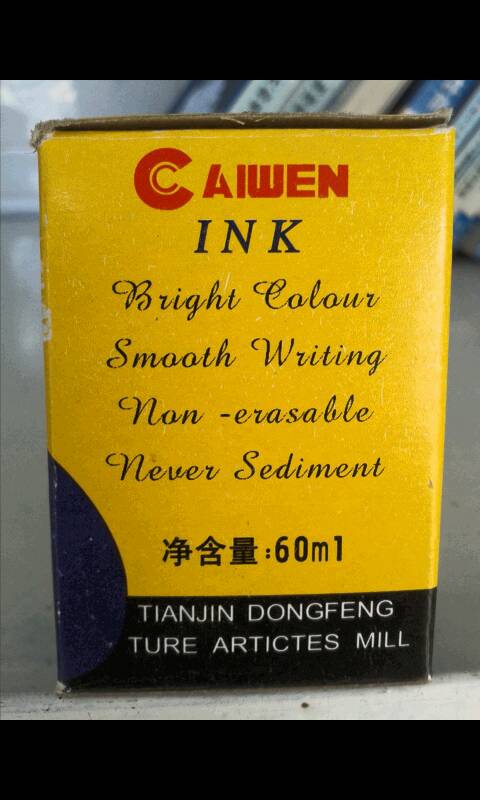 CAIWEN
INK
Bright Colour
Smooth Writing
Non -erasable
Never Sediment
净含量:60ml
TIANJIN DONGFENG
TURE ARTICTES MILL